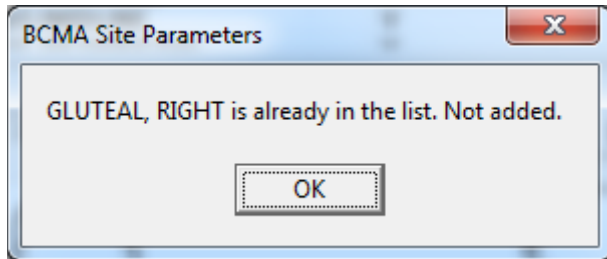 BCMA Site Parameters
GLUTEAL, RIGHT is already in the list. Not added.
OK